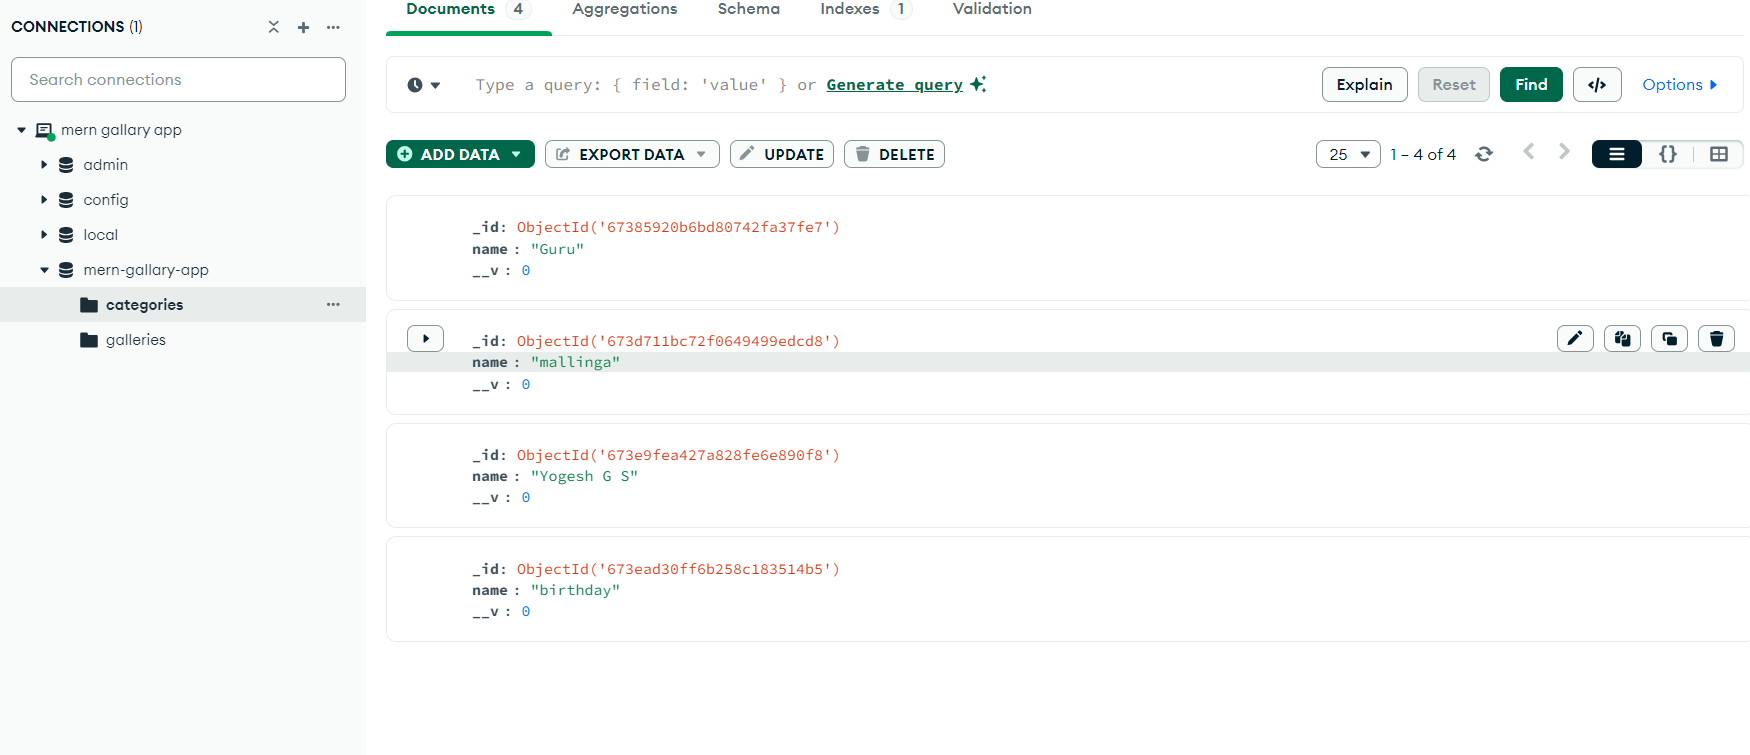 CONNECTIONS (1)
Search connections
mern gallary app
admin
config
local
mern-gallary-app
categories
galleries
Documents 4 Aggregations Schema Indexes 1 Validation
Type a query: { field: 'value' } or Generate query Explain Reset Find </> Options
ADD DATA EXPORT DATA UPDATE DELETE 25 1 – 4 of 4 {}
_id: ObjectId('67385920b6bd80742fa37fe7')
name : "Guru"
__v : 0
_id: ObjectId('673d711bc72f0649499edcd8')
name : "mallinga"
__v : 0
_id: ObjectId('673e9fea427a828fe6e890f8')
name : "Yogesh G S"
__v : 0
_id: ObjectId('673ead30ff6b258c183514b5')
name : "birthday"
__v : 0